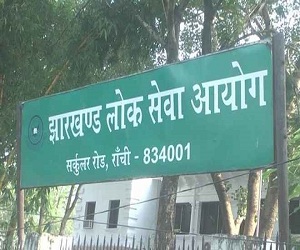 झारखण्ड लोक सेवा आयोग
सर्कुलर रोड, राँची - 834001